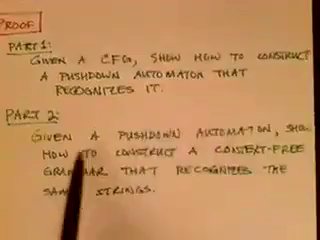 PROOF
PART 1:
GIVEN A CFG, SHOW HOW TO CONSTRUCT
A PUSHDOWN AUTOMATON THAT
RECOGNIZES IT.
PART 2:
GIVEN A PUSHDOWN AUTOMATON, SHOW
HOW TO CONSTRUCT A CONTEXT-FREE
GRAMMAR THAT RECOGNIZES THE
SAME STRINGS.